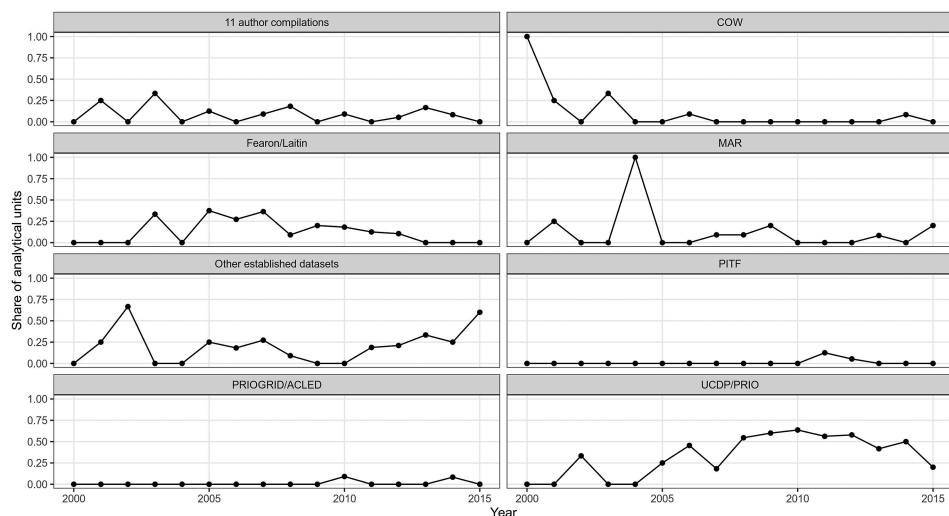 11 author compilations
COW
1.00
0.75
0.50
0.25
0.00
Fearon/Laitin
MAR
1.00
0.75
0.50
0.25
0.00
Other established datasets
PITF
1.00
0.75
0.50
0.25
0.00
PRIOGRID/ACLED
UCDP/PRIO
1.00
0.75
0.50
0.25
0.00
2000 2005 2010 2015 2000 2005 2010 2015
Year
Share of analytical units